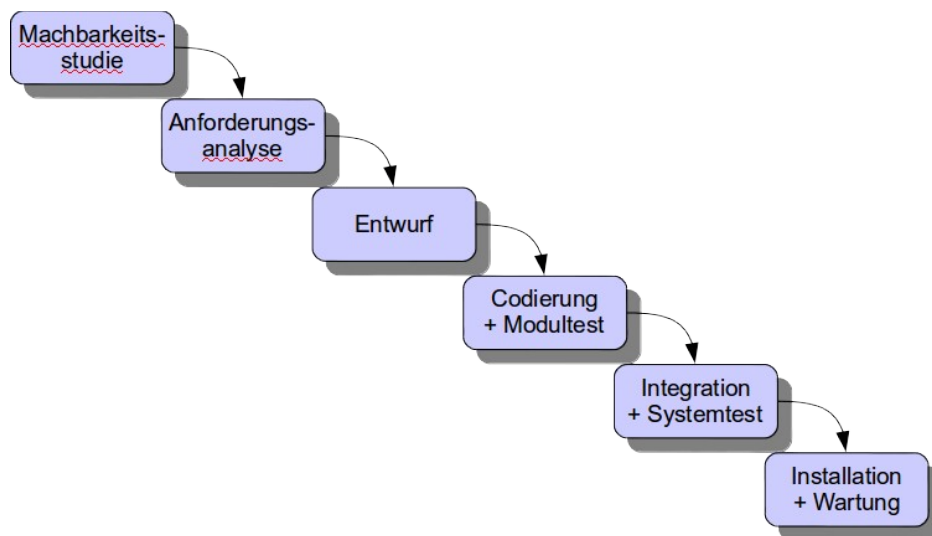 Machbarkeits-
studie
Anforderungs-
analyse
Entwurf
Codierung
+ Modultest
Integration
+ Systemtest
Installation
+ Wartung